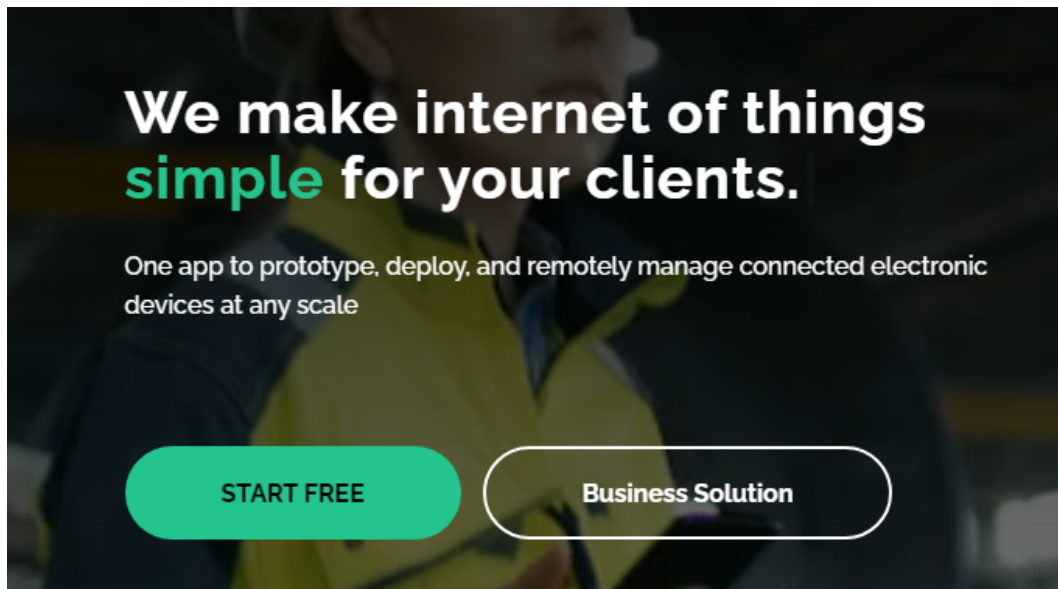 We make internet of things
simple for your clients.
One app to prototype, deploy, and remotely manage connected electronic
devices at any scale
START FREE
Business Solution